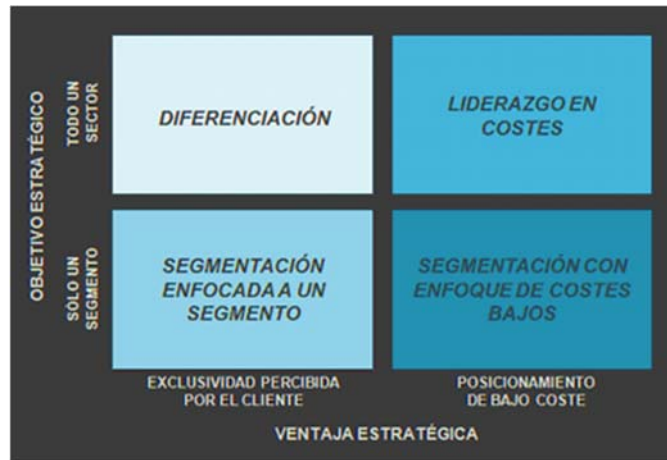 OBJETIVO ESTRATÉGICO
TODO UN
SECTOR
DIFERENCIACIÓN
LIDERAZGO EN
COSTES
SÓLO UN
SEGMENTO
SEGMENTACIÓN
ENFOCADA A UN
SEGMENTO
SEGMENTACIÓN CON
ENFOQUE DE COSTES
BAJOS
EXCLUSIVIDAD PERCIBIDA
POR EL CLIENTE
POSICIONAMIENTO
DE BAJO COSTE
VENTAJA ESTRATÉGICA